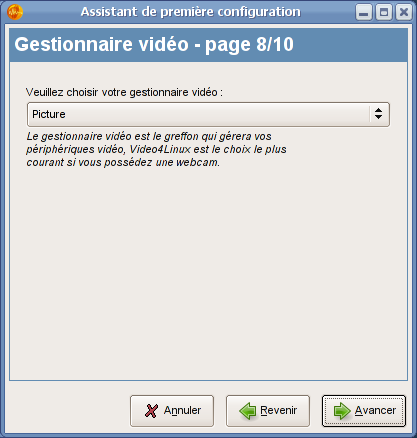 Assistant de première configuration
Gestionnaire vidéo - page 8/10
Veuillez choisir votre gestionnaire vidéo :
Picture
Le gestionnaire vidéo est le greffon qui gérera vos
périphériques vidéo, Video4Linux est le choix le plus
courant si vous possédez une webcam.
Annuler
Revenir
Avancer